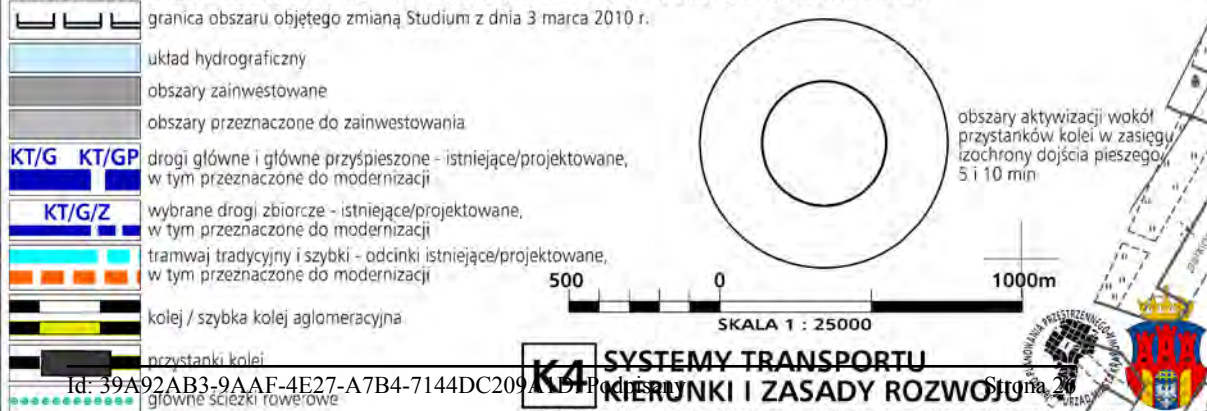 granica obszaru objętego zmianą Studium z dnia 3 marca 2010 r.
układ hydrograficzny
obszary zainwestowane
obszary przeznaczone do zainwestowania
KT/G KT/GP
drogi główne i główne przyśpieszone - istniejące/projektowane,
w tym przeznaczone do modernizacji
KT/G/Z
wybrane drogi zbiorcze - istniejące/projektowane,
w tym przeznaczone do modernizacji
tramwaj tradycyjny i szybki - odcinki istniejące/projektowane,
w tym przeznaczone do modernizacji
kolej / szybka kolej aglomeracyjna
przystanki kolei
główne ścieżki rowerowe
obszary aktywizacji wokół
przystanków kolei w zasięgu
izochrony dojścia pieszego,
5 i 10 min
500 0 1000m
SKALA 1 : 25000
K4 SYSTEMY TRANSPORTU
KIERUNKI I ZASADY ROZWOJU
Id: 39A92AB3-9AAF-4E27-A7B4-7144DC209A1D. Podpisany Strona 26